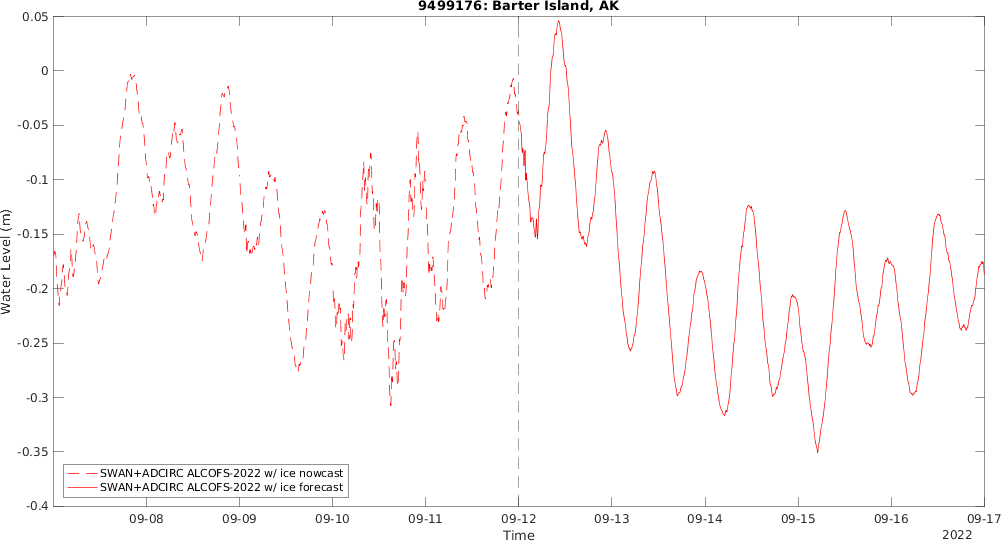 9499176: Barter Island, AK
0.05
0
-0.05
-0.1
-0.15
-0.2
-0.25
-0.3
-0.35
-0.4
Water Level (m)
SWAN+ADCIRC ALCOFS-2022 w/ ice nowcast
SWAN+ADCIRC ALCOFS-2022 w/ ice forecast
09-08 09-09 09-10 09-11 09-12 09-13 09-14 09-15 09-16 09-17
Time
2022